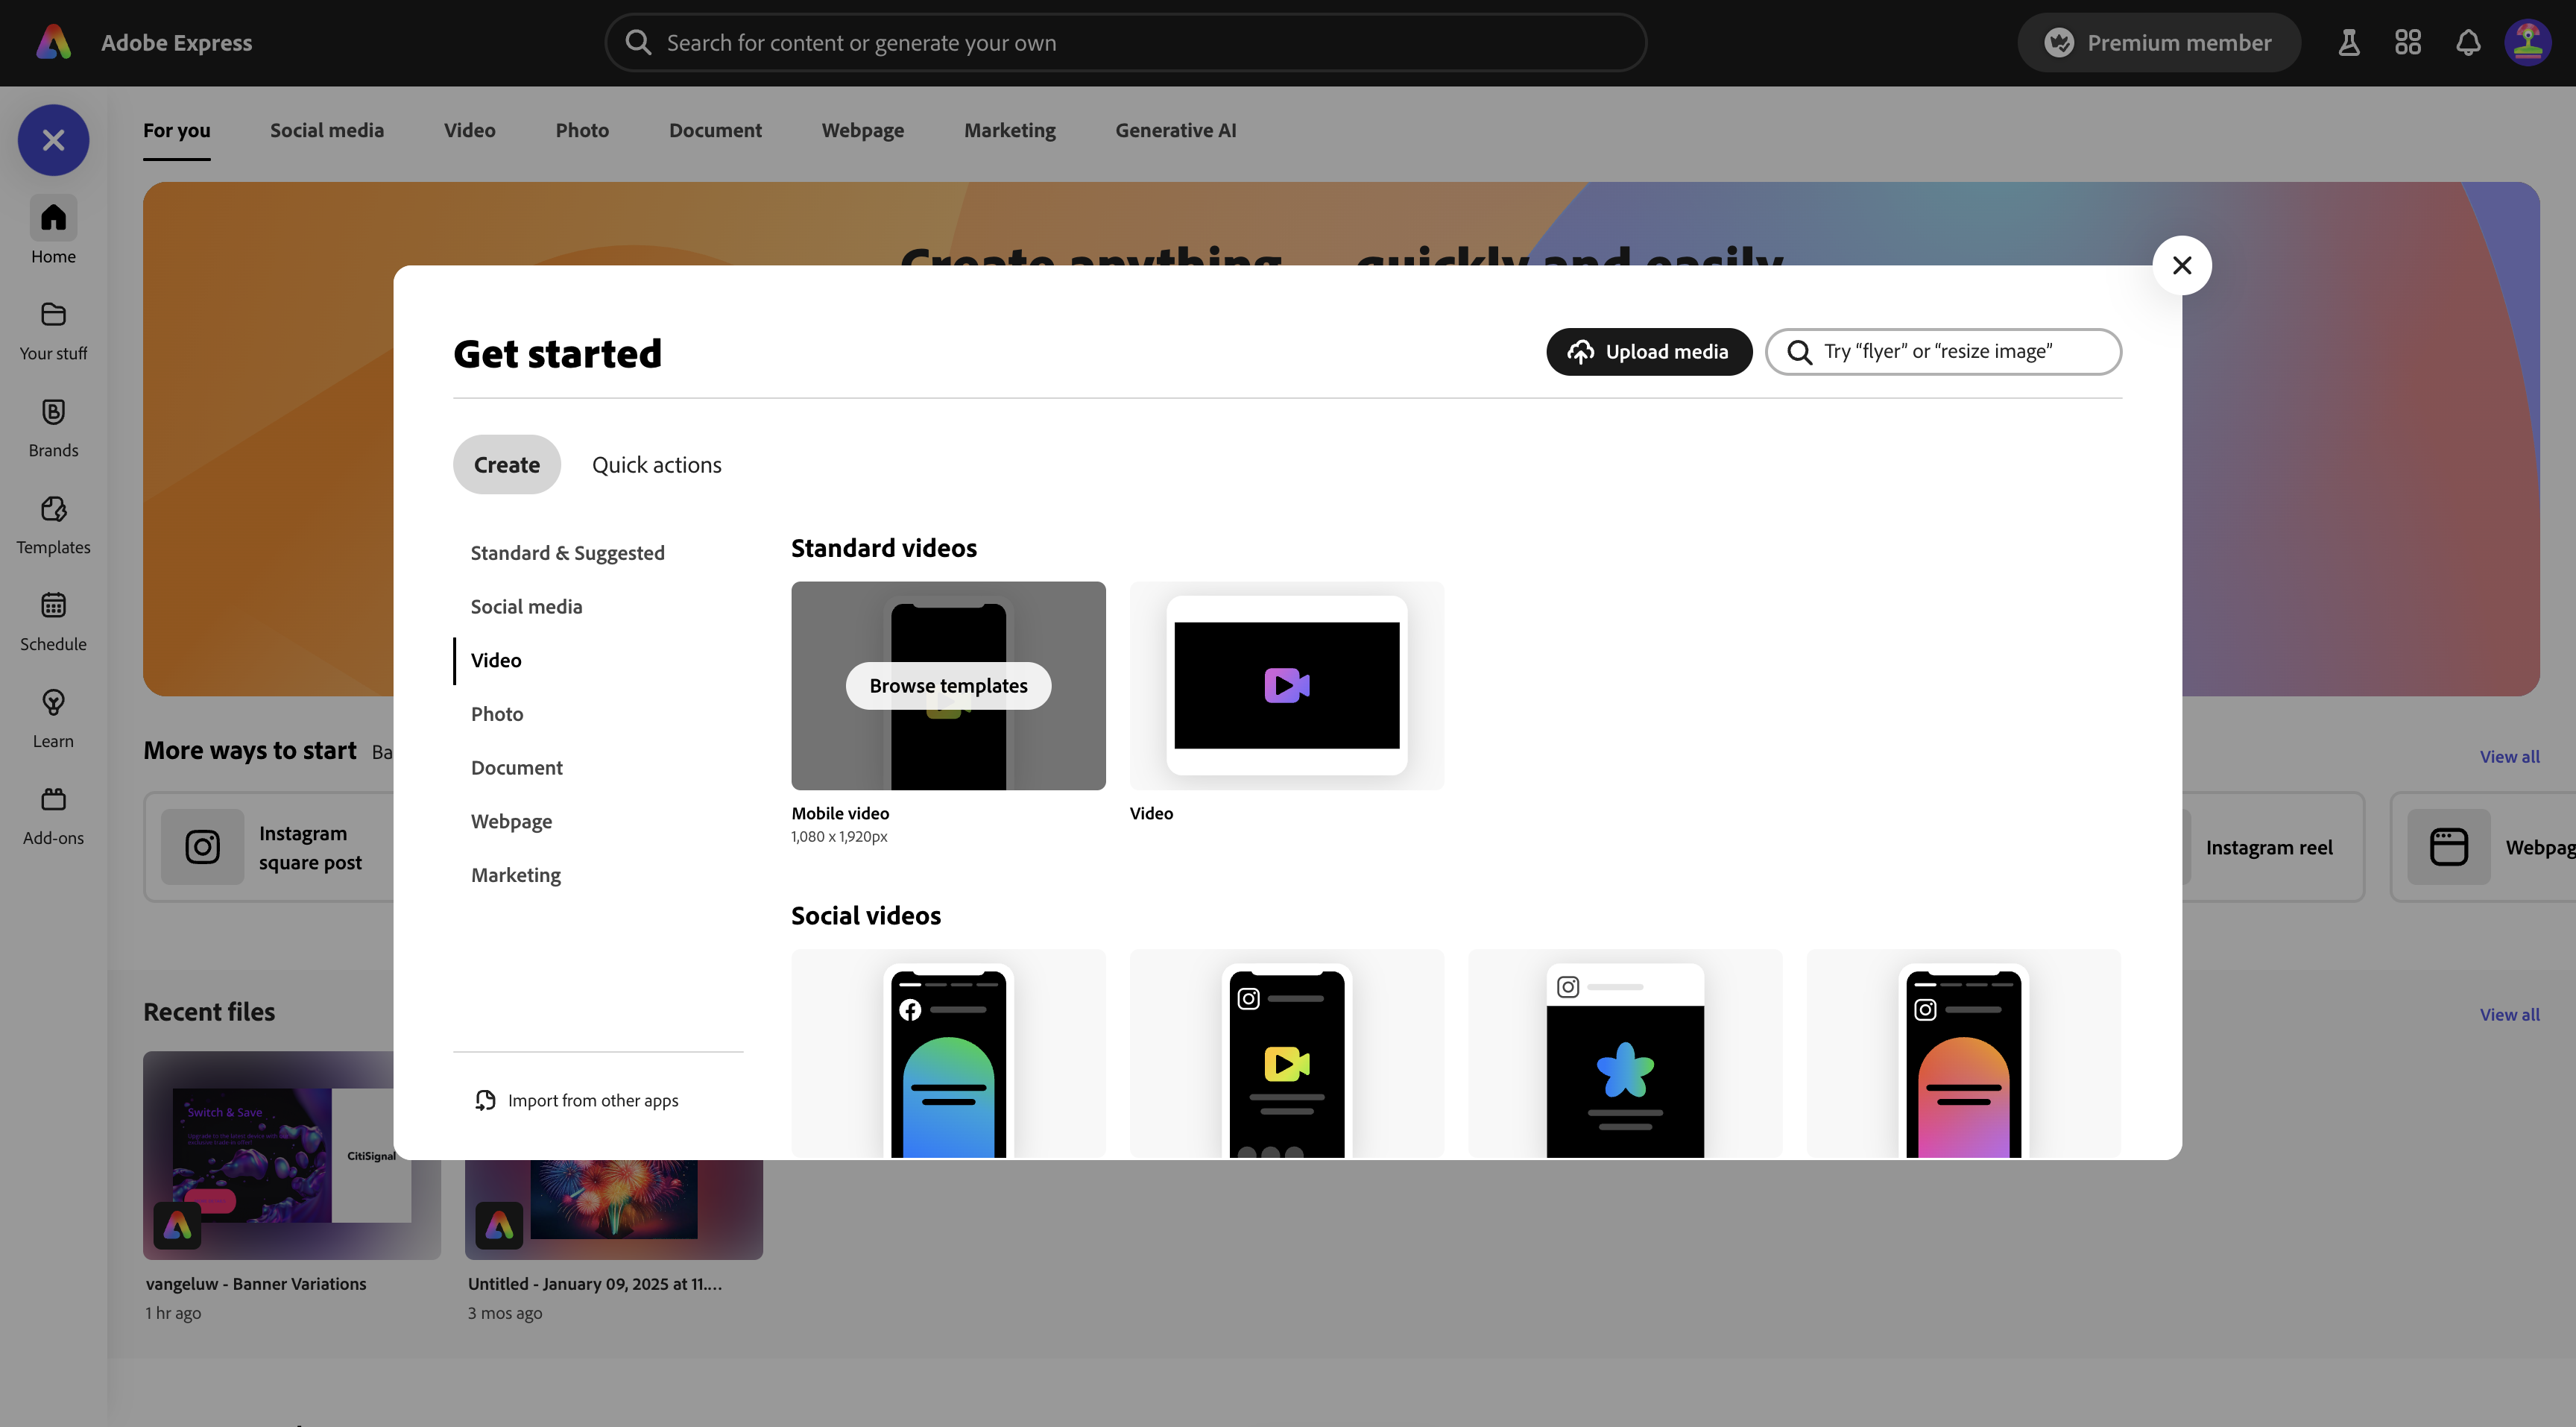 Adobe Express
Search for content or generate your own
Premium member
For you
Social media
Video
Photo
Document
Webpage
Marketing
Generative AI
Home
Your stuff
Brands
Templates
Schedule
Learn
Add-ons
Create anything quickly and easily
Get started
Upload media
Try “flyer” or “resize image”
Create
Quick actions
Standard & Suggested
Social media
Video
Photo
Document
Webpage
Marketing
Import from other apps
Standard videos
Browse templates
Mobile video
1,080 x 1,920px
Video
Social videos
More ways to start
Ba
View all
Instagram
square post
Instagram reel
Webpag
Recent files
View all
Switch & Save
CitiSignal
vangeluw - Banner Variations
1 hr ago
Untitled - January 09, 2025 at 11....
3 mos ago